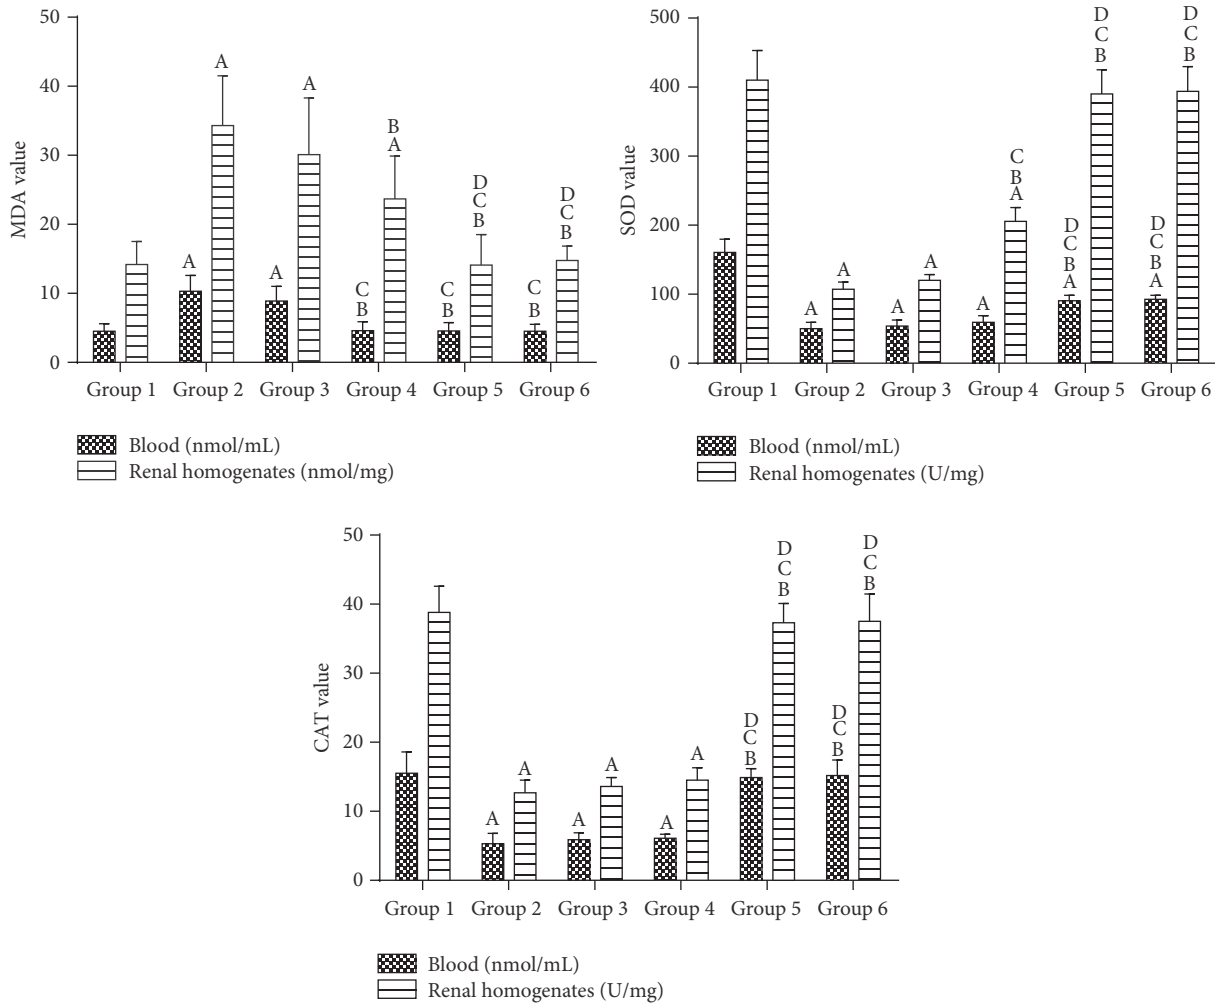 50
40
30
20
10
0
MDA value
A
A
A
A
B
A
C
B
D
C
B
C
B
D
C
B
C
B
A
Group 1 Group 2 Group 3 Group 4 Group 5 Group 6
Blood (nmol/mL)
Renal homogenates (nmol/mg)
500
400
300
200
100
0
SOD value
A
A
A
A
A
C
B
A
D
C
B
A
D
C
B
D
C
B
A
D
C
B
Group 1 Group 2 Group 3 Group 4 Group 5 Group 6
Blood (nmol/mL)
Renal homogenates (U/mg)
50
40
30
20
10
0
CAT value
A
A
A
A
A
A
D
C
B
D
C
B
D
C
B
D
C
B
Group 1 Group 2 Group 3 Group 4 Group 5 Group 6
Blood (nmol/mL)
Renal homogenates (U/mg)